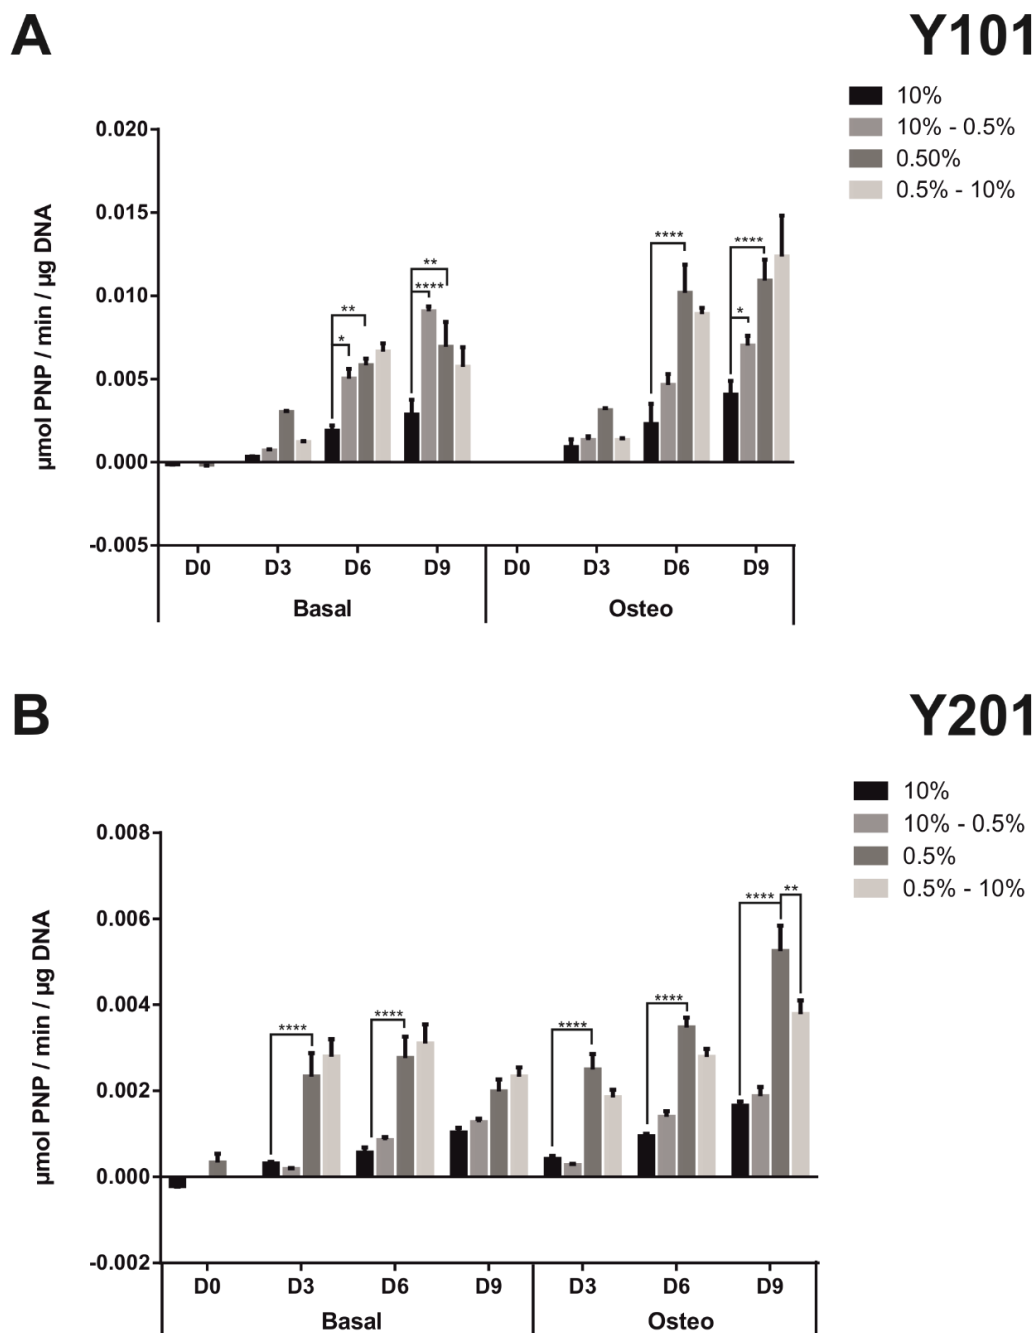 A
Y101
10%
10% - 0.5%
0.50%
0.5% - 10%
µmol PNP / min / µg DNA
0.020
0.015
0.010
0.005
0.000
-0.005
**
*
**
****
****
****
*
D0 D3 D6 D9 D0 D3 D6 D9
Basal Osteo
B
Y201
10%
10% - 0.5%
0.5%
0.5% - 10%
µmol PNP / min / µg DNA
0.008
0.006
0.004
0.002
0.000
-0.002
****
****
****
****
****
**
D0 D3 D6 D9 D3 D6 D9
Basal Osteo